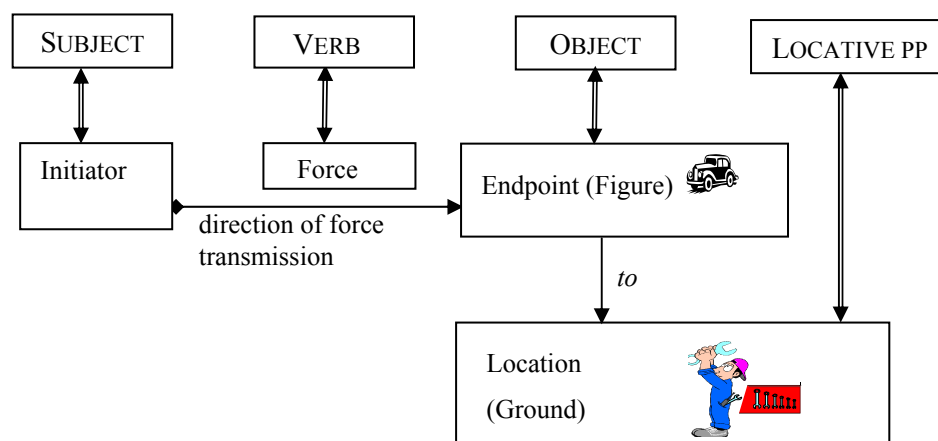 SUBJECT
VERB
OBJECT
LOCATIVE PP
Initiator
Force
Endpoint (Figure)
direction of force
transmission
to
Location
(Ground)